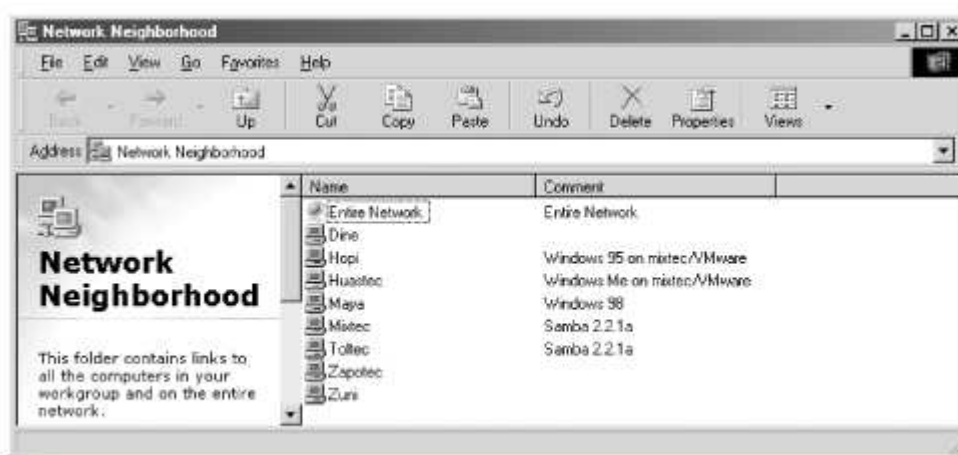 Network Neighborhood
File Edit View Go Favorites Help
Back Forward Up Cut Copy Paste Undo Delete Properties Views
Address Network Neighborhood
Name Comment
Entire Network Entire Network
Dine
Hopi Windows 95 on mixtec/VMware
Huastec Windows Me on mixtec/VMware
Maya Windows 98
Mixtec Samba 2.2.1a
Toltec Samba 2.2.1a
Zapotec
Zuni
Network
Neighborhood
This folder contains links to
all the computers in your
workgroup and on the entire
network.